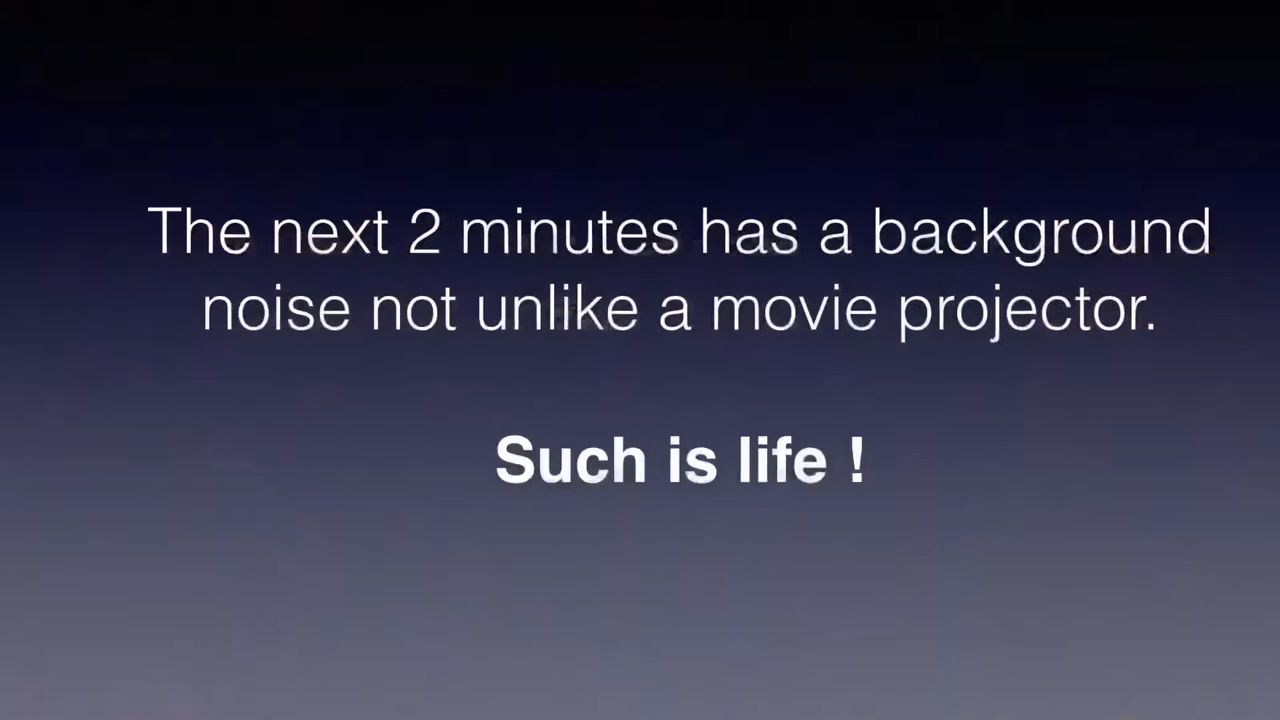 The next 2 minutes has a background
noise not unlike a movie projector.
Such is life !